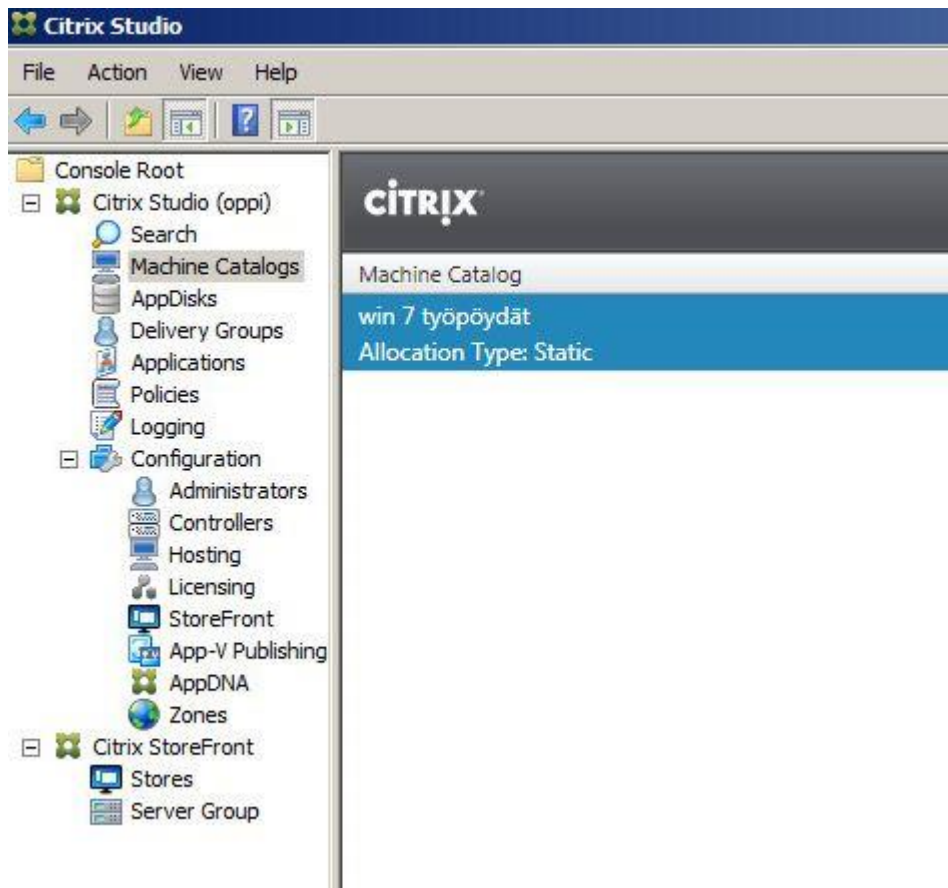 Citrix Studio
File Action View Help
Console Root
Citrix Studio (oppi)
Search
Machine Catalogs
AppDisks
Delivery Groups
Applications
Policies
Logging
Configuration
Administrators
Controllers
Hosting
Licensing
StoreFront
App-V Publishing
AppDNA
Zones
Citrix StoreFront
Stores
Server Group
CİTRIX
Machine Catalog
win 7 työpöydät
Allocation Type: Static